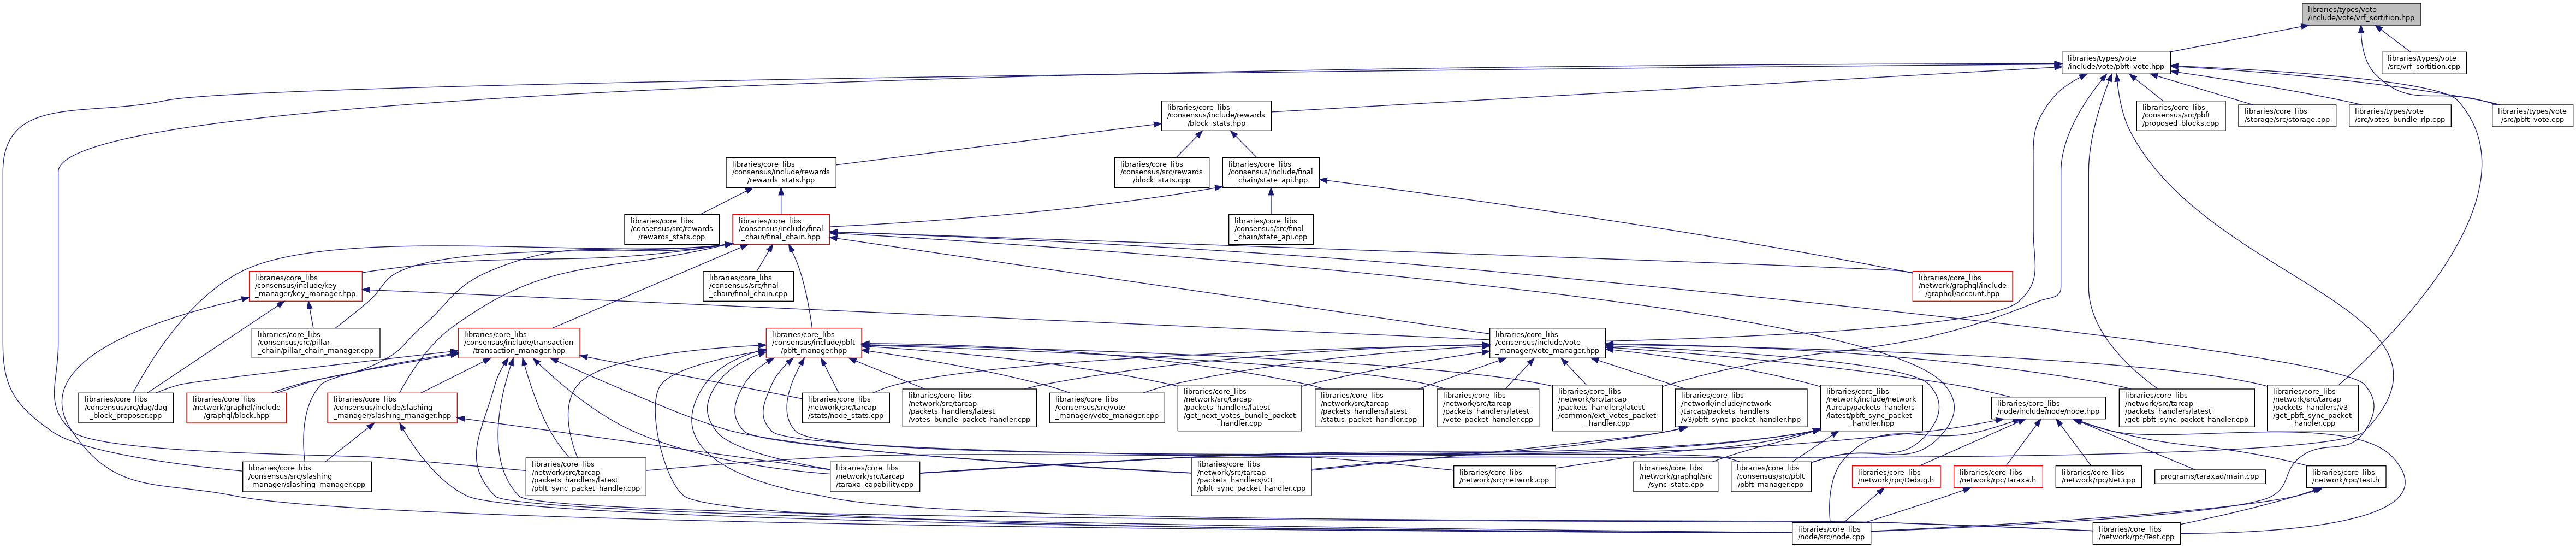 libraries/types/vote
/include/vote/vrf_sortition.hpp
libraries/types/vote
/include/vote/pbft_vote.hpp
libraries/types/vote
/src/vrf_sortition.cpp
libraries/core_libs
/consensus/include/rewards
/block_stats.hpp
libraries/core_libs
/consensus/src/pbft
/proposed_blocks.cpp
libraries/core_libs
/storage/src/storage.cpp
libraries/types/vote
/src/votes_bundle_rlp.cpp
libraries/types/vote
/src/pbft_vote.cpp
libraries/core_libs
/consensus/include/rewards
/rewards_stats.hpp
libraries/core_libs
/consensus/src/rewards
/block_stats.cpp
libraries/core_libs
/consensus/include/final
_chain/state_api.hpp
libraries/core_libs
/consensus/src/rewards
/rewards_stats.cpp
libraries/core_libs
/consensus/include/final
_chain/final_chain.hpp
libraries/core_libs
/consensus/src/final
_chain/state_api.cpp
libraries/core_libs
/consensus/include/key
_manager/key_manager.hpp
libraries/core_libs
/consensus/src/final
_chain/final_chain.cpp
libraries/core_libs
/network/graphql/include
/graphql/account.hpp
libraries/core_libs
/consensus/src/pillar
_chain/pillar_chain_manager.cpp
libraries/core_libs
/consensus/include/transaction
/transaction_manager.hpp
libraries/core_libs
/consensus/include/pbft
/pbft_manager.hpp
libraries/core_libs
/consensus/include/vote
_manager/vote_manager.hpp
libraries/core_libs
/consensus/src/dag/dag
_block_proposer.cpp
libraries/core_libs
/network/graphql/include
/graphql/block.hpp
libraries/core_libs
/consensus/include/slashing
_manager/slashing_manager.hpp
libraries/core_libs
/network/src/tarcap
/stats/node_stats.cpp
libraries/core_libs
/network/src/tarcap
/packets_handlers/latest
/votes_bundle_packet_handler.cpp
libraries/core_libs
/consensus/src/vote
_manager/vote_manager.cpp
libraries/core_libs
/network/src/tarcap
/packets_handlers/latest
/get_next_votes_bundle_packet
_handler.cpp
libraries/core_libs
/network/src/tarcap
/packets_handlers/latest
/status_packet_handler.cpp
libraries/core_libs
/network/src/tarcap
/packets_handlers/latest
/vote_packet_handler.cpp
libraries/core_libs
/network/src/tarcap
/packets_handlers/latest
/common/ext_votes_packet
_handler.cpp
libraries/core_libs
/network/include/network
/tarcap/packets_handlers
/v3/pbft_sync_packet_handler.hpp
libraries/core_libs
/network/include/network
/tarcap/packets_handlers
/latest/pbft_sync_packet
_handler.hpp
libraries/core_libs
/node/include/node/node.hpp
libraries/core_libs
/network/src/tarcap
/packets_handlers/latest
/get_pbft_sync_packet_handler.cpp
libraries/core_libs
/network/src/tarcap
/packets_handlers/v3
/get_pbft_sync_packet
_handler.cpp
libraries/core_libs
/consensus/src/slashing
_manager/slashing_manager.cpp
libraries/core_libs
/network/src/tarcap
/packets_handlers/latest
/pbft_sync_packet_handler.cpp
libraries/core_libs
/network/src/tarcap
/taraxa_capability.cpp
libraries/core_libs
/network/src/tarcap
/packets_handlers/v3
/pbft_sync_packet_handler.cpp
libraries/core_libs
/network/src/network.cpp
libraries/core_libs
/network/graphql/src
/sync_state.cpp
libraries/core_libs
/consensus/src/pbft
/pbft_manager.cpp
libraries/core_libs
/network/rpc/Debug.h
libraries/core_libs
/network/rpc/Taraxa.h
libraries/core_libs
/network/rpc/Net.cpp
programs/taraxad/main.cpp
libraries/core_libs
/network/rpc/Test.h
libraries/core_libs
/node/src/node.cpp
libraries/core_libs
/network/rpc/Test.cpp